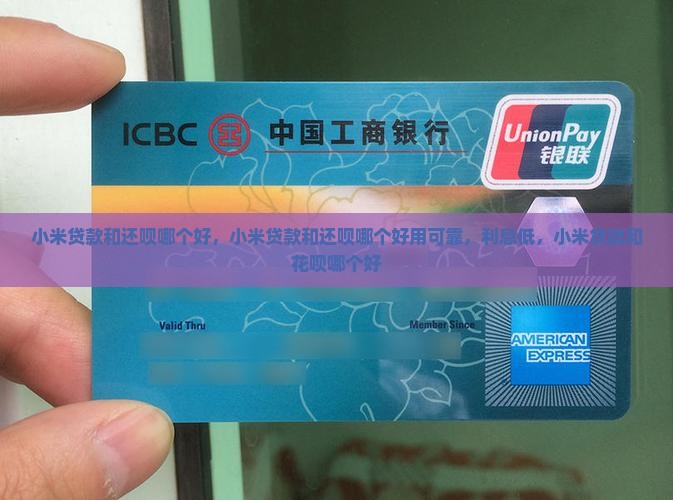 ICBC 中国工商银行
UnionPay
银联
小米贷款和还呗哪个好，小米贷款和还呗哪个好用可靠，利息低，小米贷款和
花呗哪个好
Valid Thru
Member Since
AMERICAN
EXPRESS